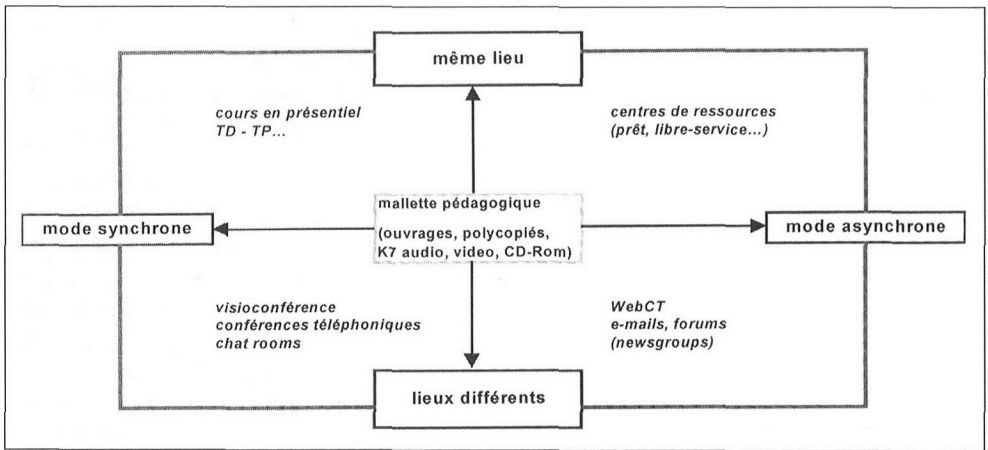 même lieu
cours en présentiel
TD - TP...
centres de ressources
(prêt, libre-service...)
mallette pédagogique
(ouvrages, polycopiés,
K7 audio, video, CD-Rom)
mode synchrone
mode asynchrone
visioconférence
conférences téléphoniques
chat rooms
WebCT
e-mails, forums
(newsgroups)
lieux différents